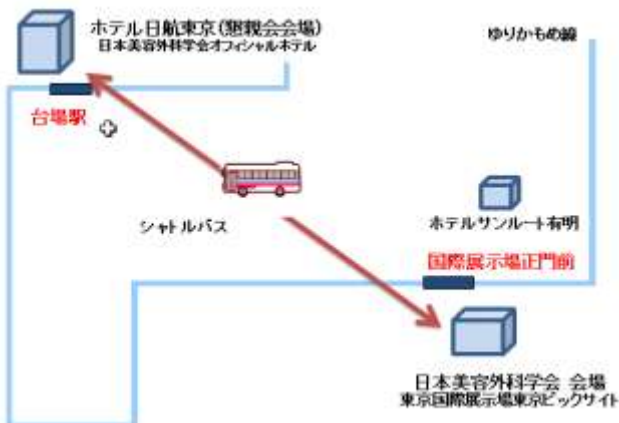 ホテル日航東京(懇親会会場)
日本美容外科学会オフィシャルホテル
ゆりかもめ線
台場駅
シャトルバス
ホテルサンルート有明
国際展示場正門前
日本美容外科学会 会場
東京国際展示場東京ビックサイト